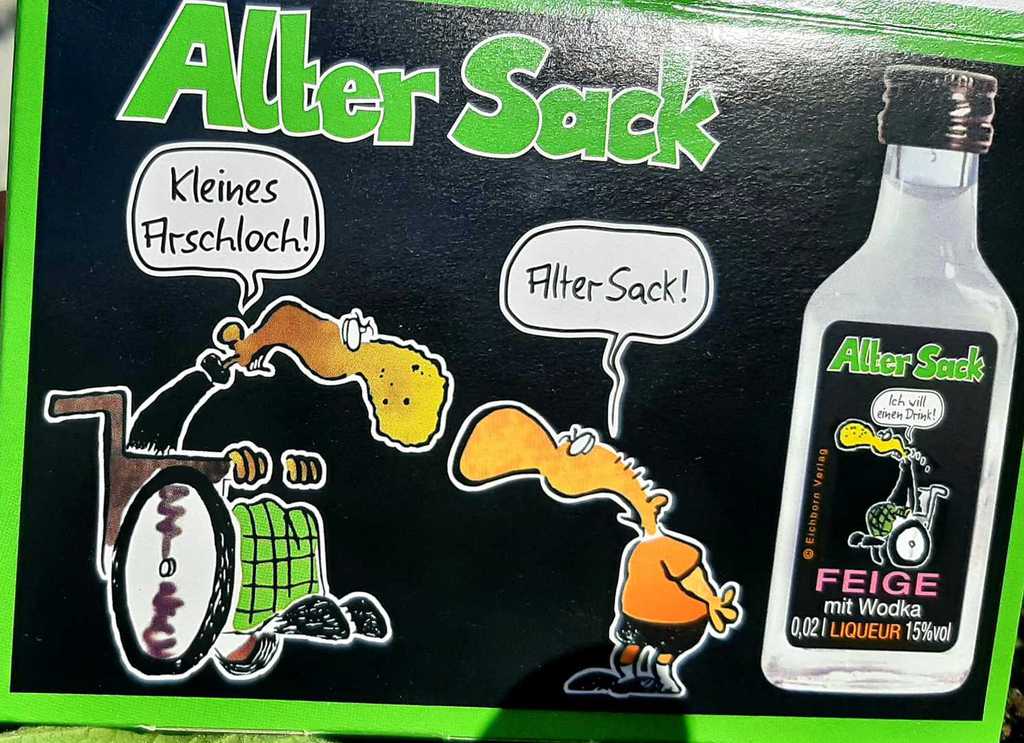 Alter Sack
Kleines
Arschloch!
Alter Sack!
Alter Sack
Ich will
einen Drink!
© Eichborn Verlag
FEIGE
mit Wodka
0,02 l LIQUEUR 15%vol